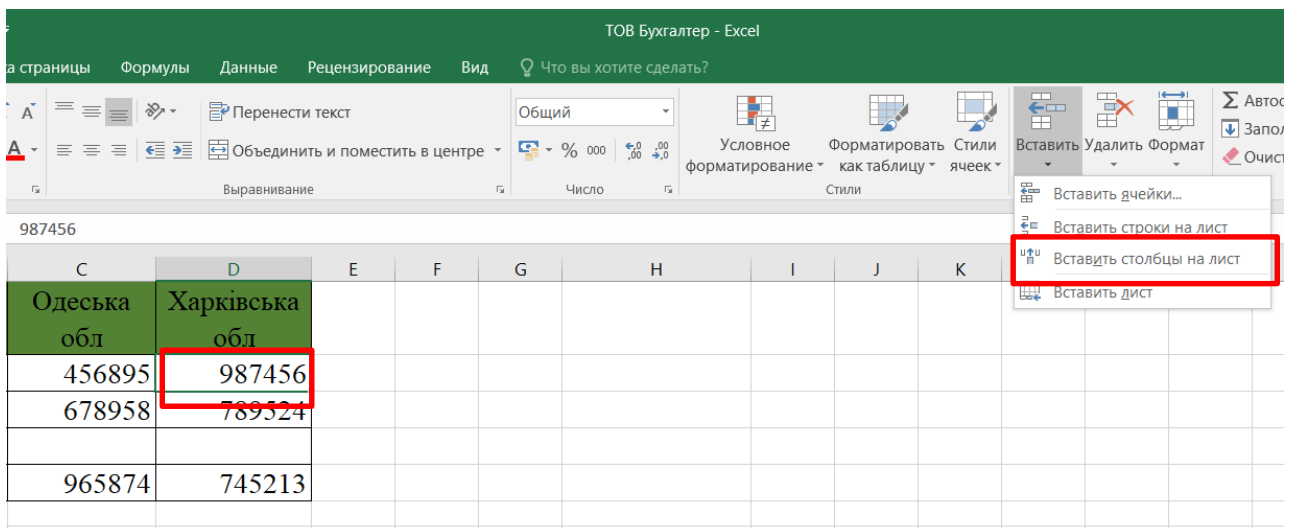 ТОВ Бухгалтер - Excel
ка страницы Формулы Данные Рецензирование Вид Что вы хотите сделать?
Перенести текст
Объединить и поместить в центре
Выравнивание
Общий
% 000
Число
Условное форматирование
Форматировать как таблицу
Стили ячеек
Стили
Вставить Удалить Формат
Σ Автос
Запол
Очист
Вставить ячейки...
Вставить строки на лист
Вставить столбцы на лист
Вставить лист
987456
C D E F G H I J K
Одеська обл Харківська обл
456895 987456
678958 789524
965874 745213